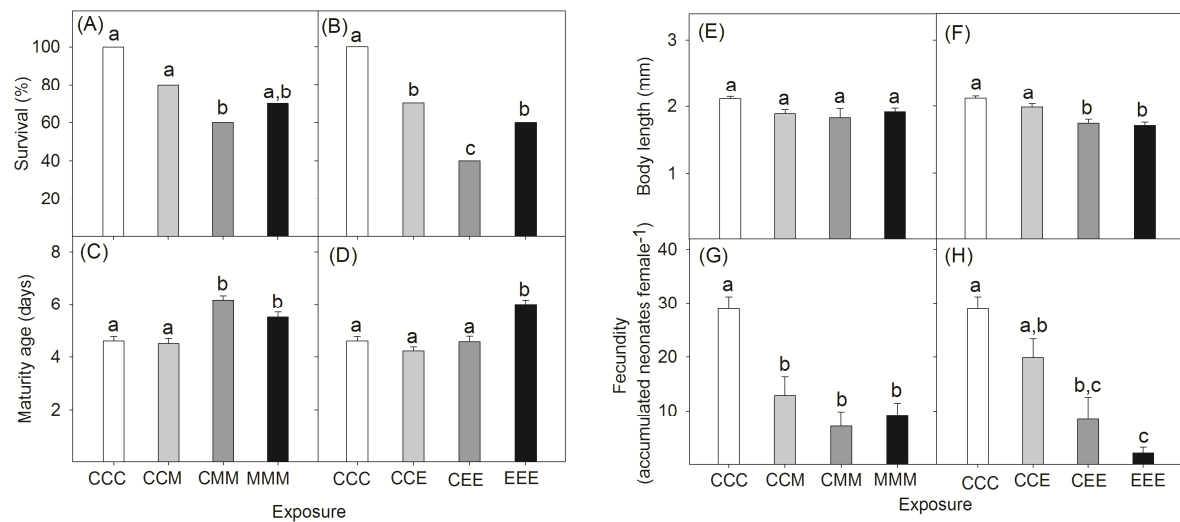 (A)
a
a
b
a,b
100
80
60
40
20
Survival (%)
(B)
a
b
c
b
(C)
a
a
b
b
8
6
4
2
Maturity age (days)
CCC CCM CMM MMM
(D)
a
a
a
b
CCC CCE CEE EEE
Exposure
(E)
a
a
a
a
3
2
1
Body length (mm)
(F)
a
a
b
b
(G)
a
b
b
b
40
30
20
10
Fecundity
(accumulated neonates female-1)
CCC CCM CMM MMM
(H)
a
a,b
b,c
c
CCC CCE CEE EEE
Exposure